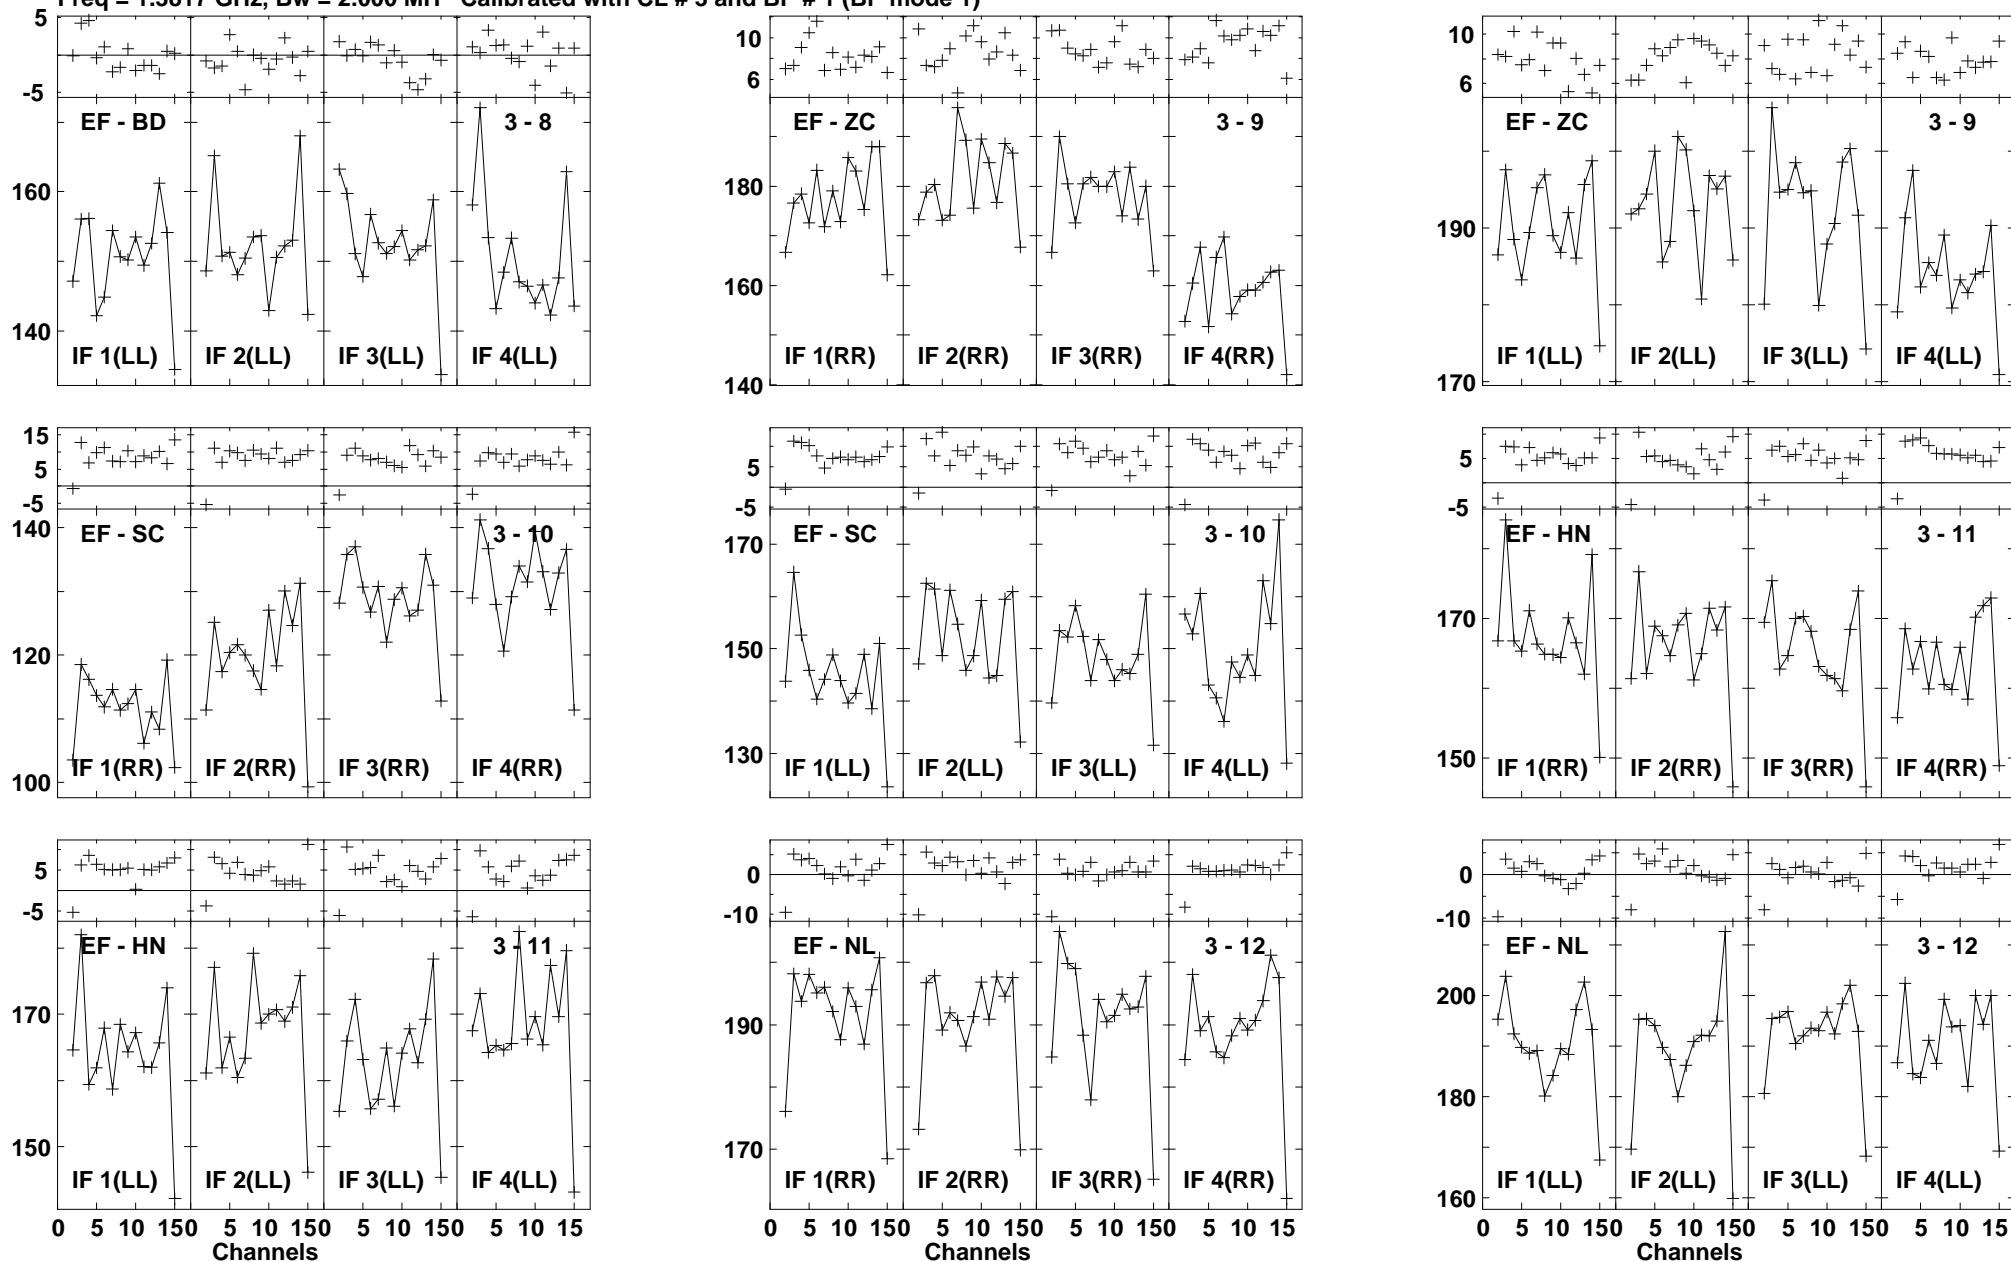 Calibrated with CL # 3 and BP # 1 (BP mode 1)
5
-5
EF - BD 3 - 8
160
140
IF 1(LL) IF 2(LL) IF 3(LL) IF 4(LL)
10
6
EF - ZC 3 - 9
180
160
140
IF 1(RR) IF 2(RR) IF 3(RR) IF 4(RR)
10
6
EF - ZC 3 - 9
190
170
IF 1(LL) IF 2(LL) IF 3(LL) IF 4(LL)
15
5
-5
EF - SC 3 - 10
140
120
100
IF 1(RR) IF 2(RR) IF 3(RR) IF 4(RR)
5
-5
EF - SC 3 - 10
170
150
130
IF 1(LL) IF 2(LL) IF 3(LL) IF 4(LL)
5
-5
EF - HN 3 - 11
170
150
IF 1(RR) IF 2(RR) IF 3(RR) IF 4(RR)
5
-5
EF - HN 3 - 11
170
150
IF 1(LL) IF 2(LL) IF 3(LL) IF 4(LL)
0 5 10 150 5 10 150 5 10 150 5 10 15
Channels
0
-10
EF - NL 3 - 12
190
170
IF 1(RR) IF 2(RR) IF 3(RR) IF 4(RR)
0 5 10 150 5 10 150 5 10 150 5 10 15
Channels
0
-10
EF - NL 3 - 12
200
180
160
IF 1(LL) IF 2(LL) IF 3(LL) IF 4(LL)
0 5 10 150 5 10 150 5 10 150 5 10 15
Channels